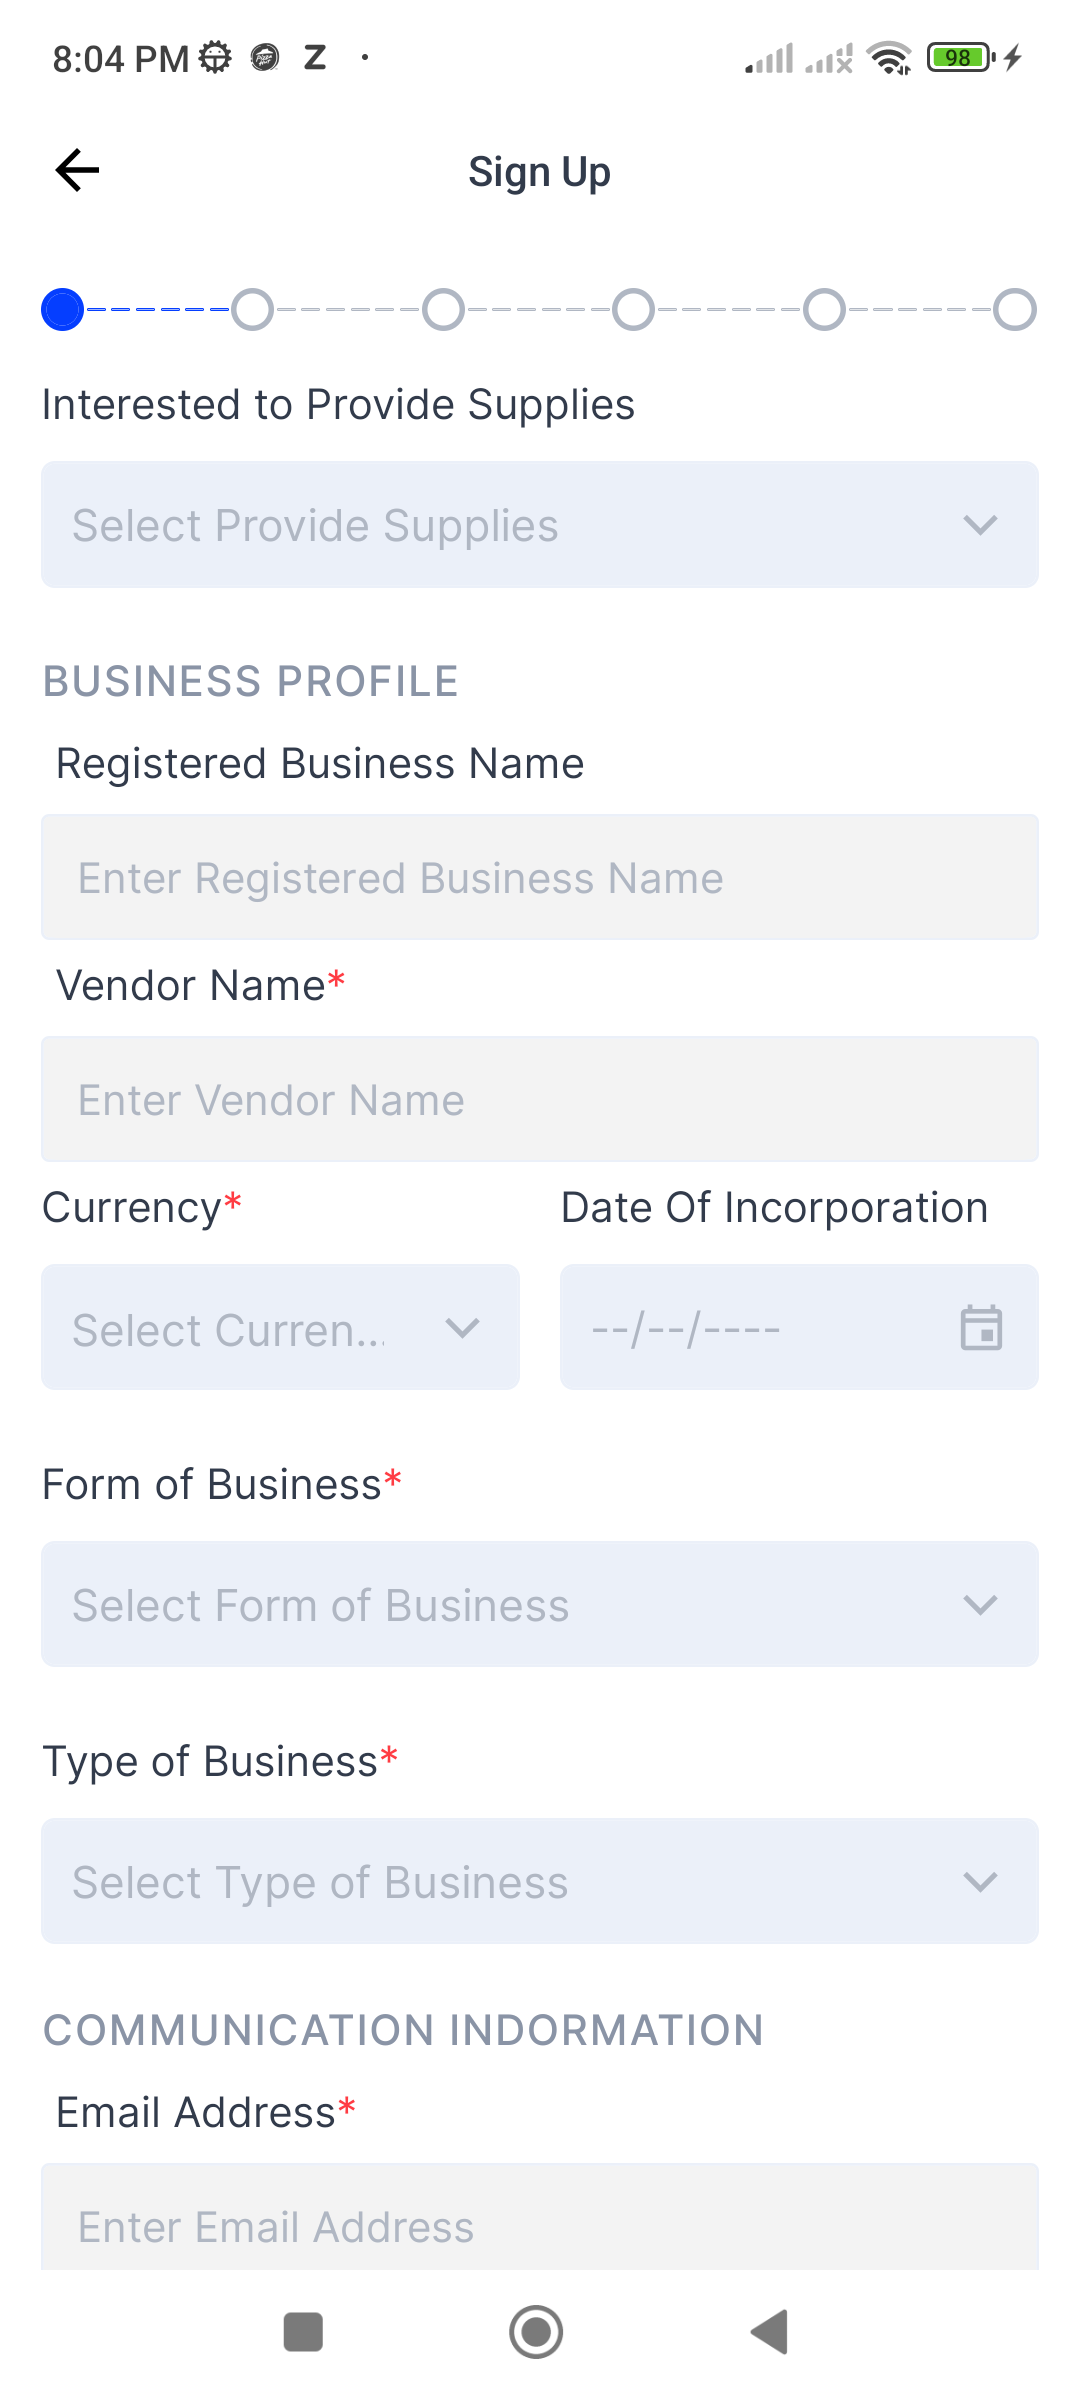 8:04 PM Z 98
Sign Up
Interested to Provide Supplies
Select Provide Supplies
BUSINESS PROFILE
Registered Business Name
Enter Registered Business Name
Vendor Name*
Enter Vendor Name
Currency* Date Of Incorporation
Select Curren... --/--/----
Form of Business*
Select Form of Business
Type of Business*
Select Type of Business
COMMUNICATION INDORMATION
Email Address*
Enter Email Address